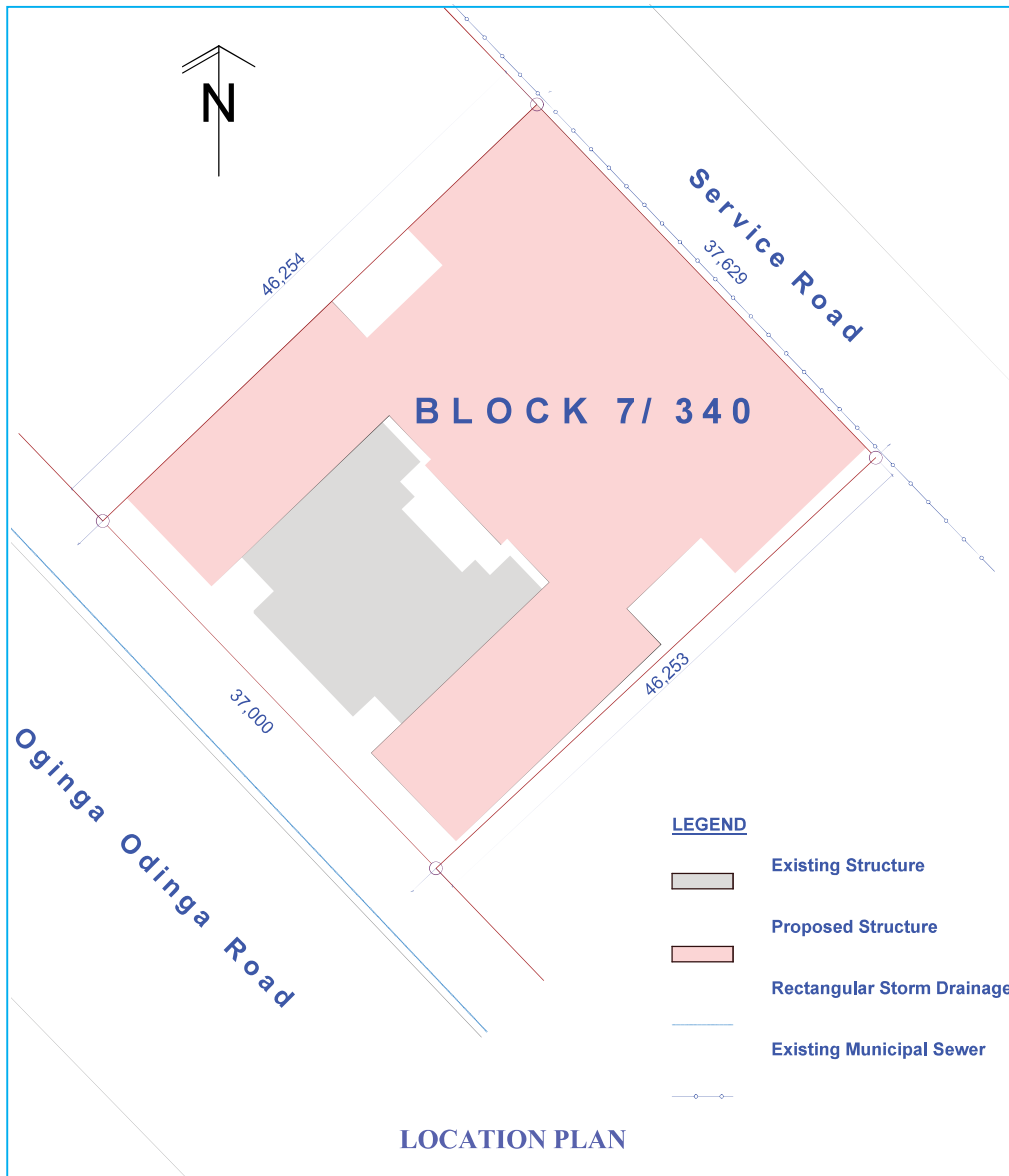 N
Service Road
37,629
46,254
BLOCK 7/ 340
46,253
37,000
Oginga Odinga Road
LEGEND
Existing Structure
Proposed Structure
Rectangular Storm Drainage
Existing Municipal Sewer
LOCATION PLAN